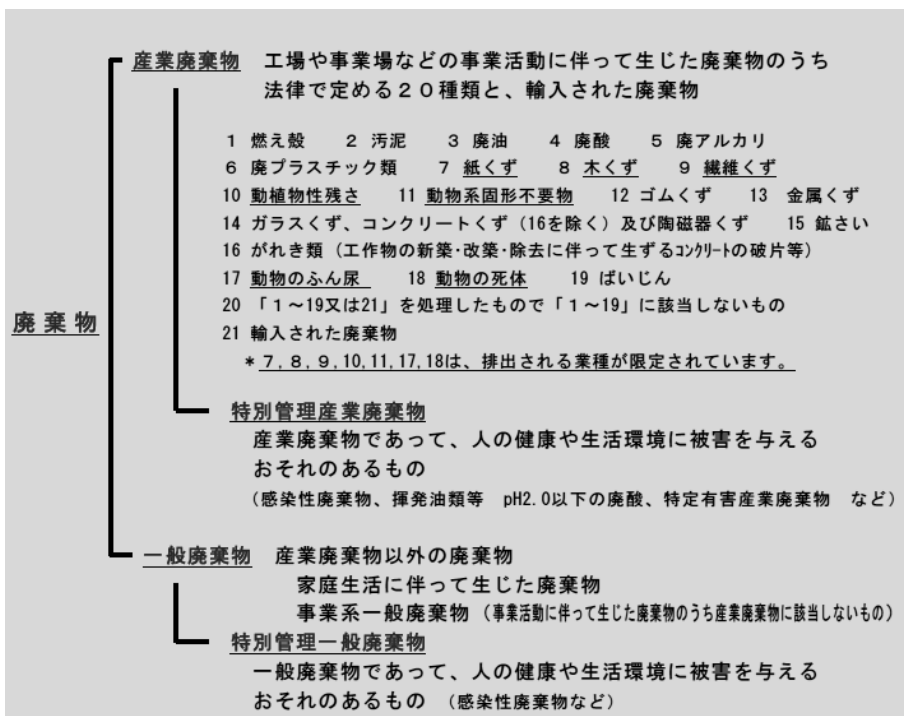 産業廃棄物 工場や事業場などの事業活動に伴って生じた廃棄物のうち
法律で定める２０種類と、輸入された廃棄物
１ 燃え殻 ２ 汚泥 ３ 廃油 ４ 廃酸 ５ 廃アルカリ
６ 廃プラスチック類 ７ 紙くず ８ 木くず ９ 繊維くず
10 動植物性残さ 11 動物系固形不要物 12 ゴムくず 13 金属くず
14 ガラスくず、コンクリートくず（16を除く）及び陶磁器くず 15 鉱さい
16 がれき類（工作物の新築･改築･除去に伴って生ずるｺﾝｸﾘｰﾄの破片等）
17 動物のふん尿 18 動物の死体 19 ばいじん
20 「１～19又は21」を処理したもので「１～19」に該当しないもの
廃棄物
21 輸入された廃棄物
＊７,８,９,10,11,17,18は、排出される業種が限定されています。
特別管理産業廃棄物
産業廃棄物であって、人の健康や生活環境に被害を与える
おそれのあるもの
（感染性廃棄物、揮発油類等 pH2.0以下の廃酸、特定有害産業廃棄物 など）
一般廃棄物 産業廃棄物以外の廃棄物
家庭生活に伴って生じた廃棄物
事業系一般廃棄物（事業活動に伴って生じた廃棄物のうち産業廃棄物に該当しないもの）
特別管理一般廃棄物
一般廃棄物であって、人の健康や生活環境に被害を与える
おそれのあるもの（感染性廃棄物など）